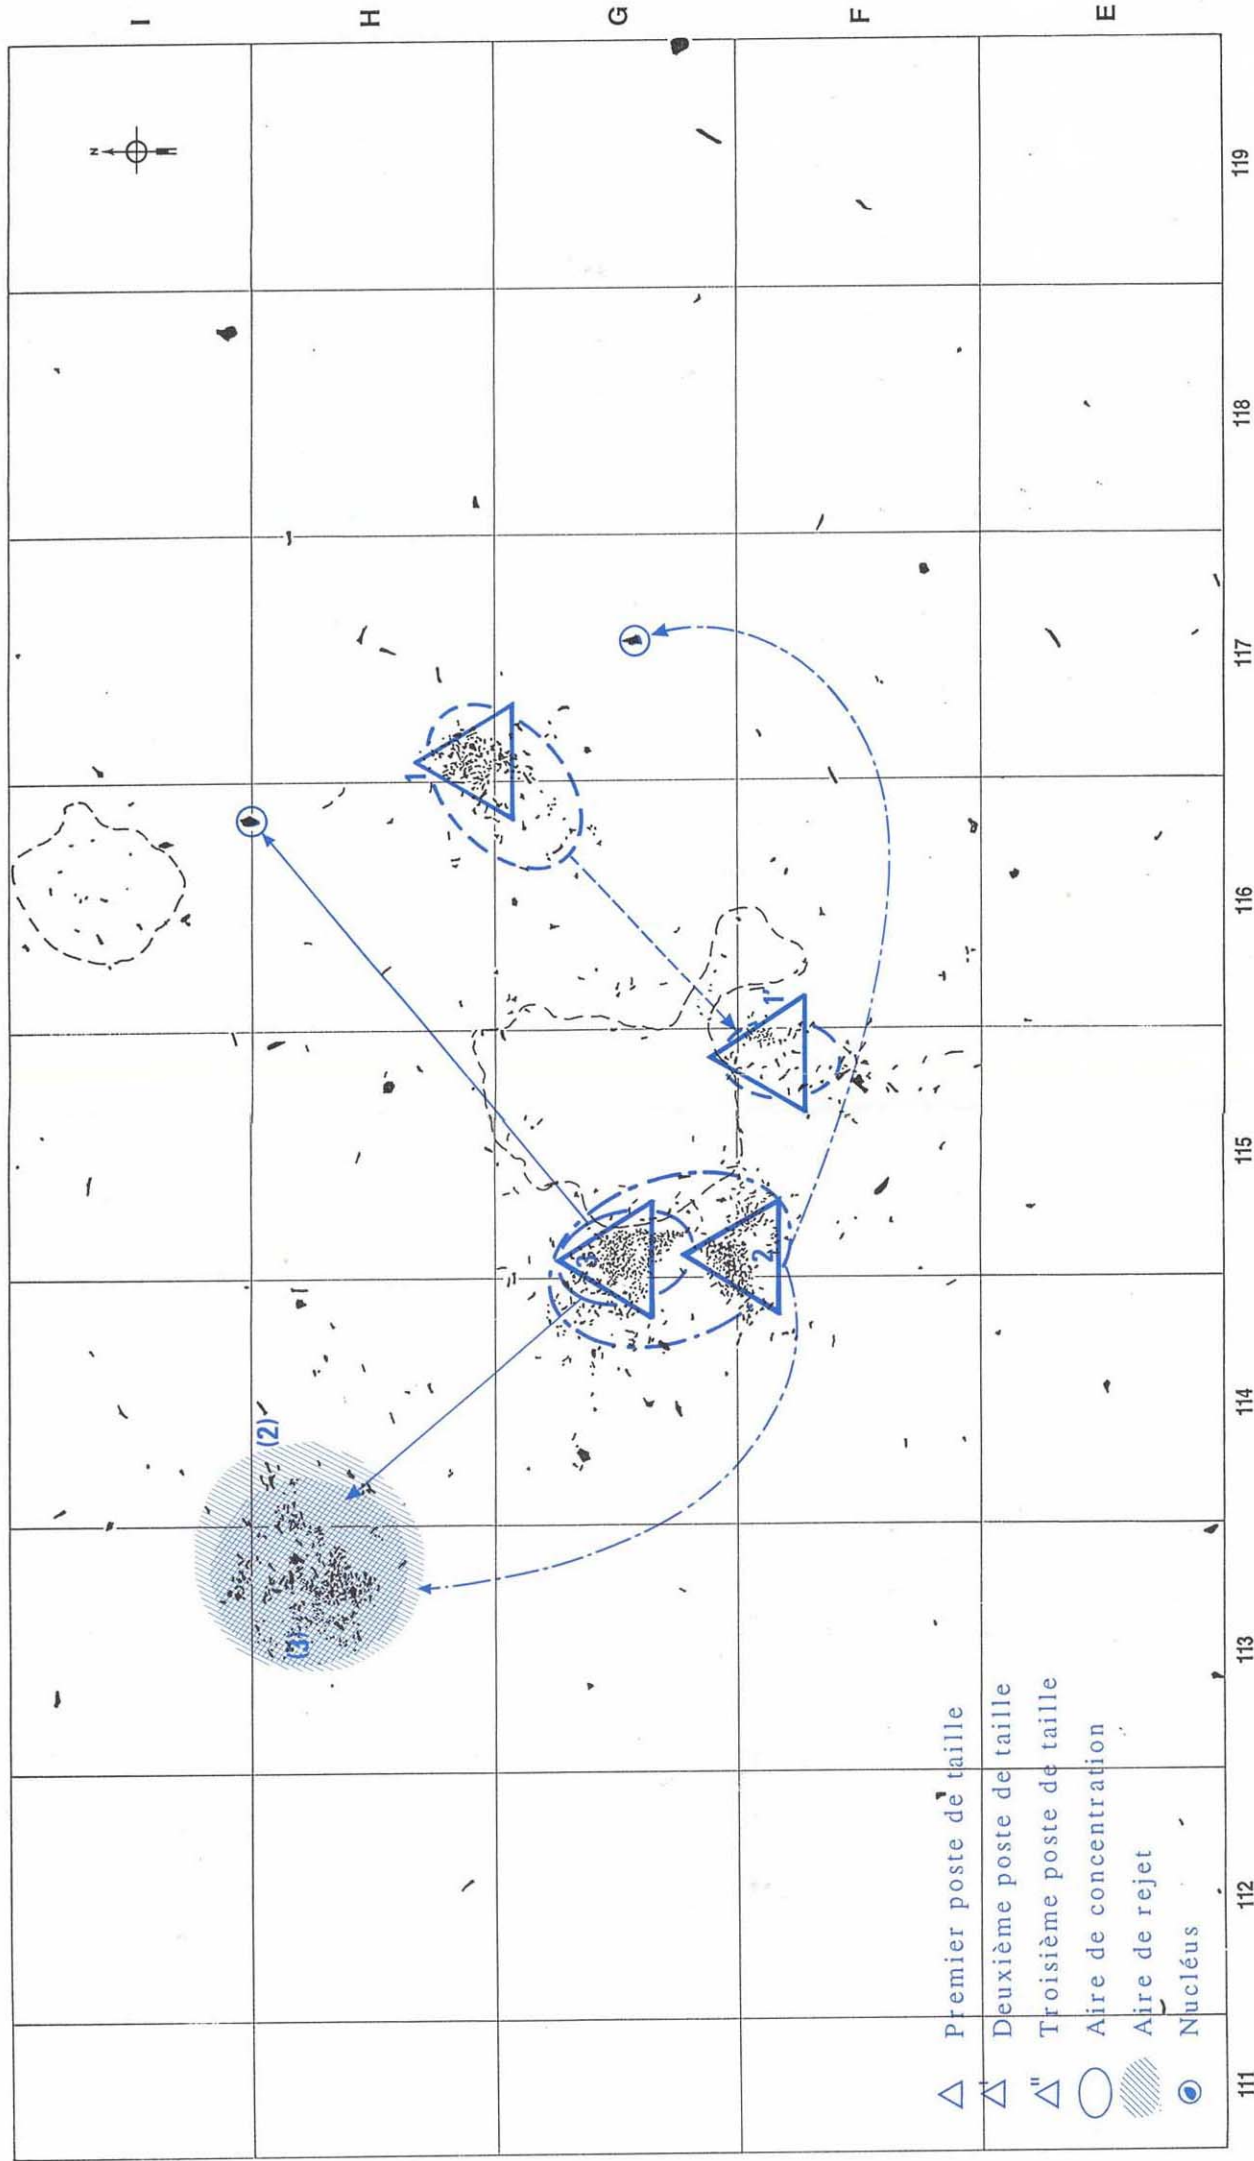 I
H
G
F
E
N
1
1'
3
2
(2)
(3)
111
112
113
114
115
116
117
118
119
△ Premier poste de taille
△' Deuxième poste de taille
△" Troisième poste de taille
Aire de concentration
Aire de rejet
Nucléus